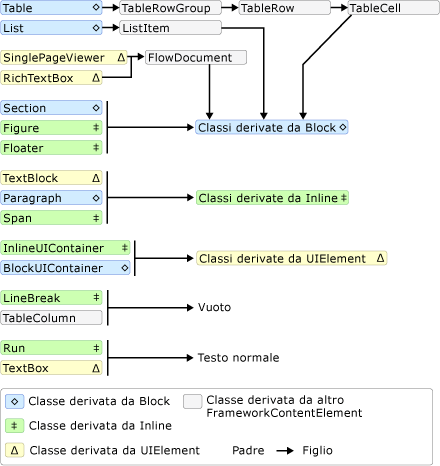 Table ◇ TableRowGroup TableRow TableCell
List ◇ ListItem
SinglePageViewer Δ FlowDocument
RichTextBox Δ
Section ◇
Figure ‡ Classi derivate da Block ◇
Floater ‡
TextBlock Δ
Paragraph ◇ Classi derivate da Inline ‡
Span ‡
InlineUIContainer ‡
Classi derivate da UIElement Δ
BlockUIContainer ◇
LineBreak ‡
Vuoto
TableColumn
Run ‡
Testo normale
TextBox Δ
◇ Classe derivata da Block
Classe derivata da altro
FrameworkContentElement
‡ Classe derivata da Inline
Δ Classe derivata da UIElement Padre Figlio